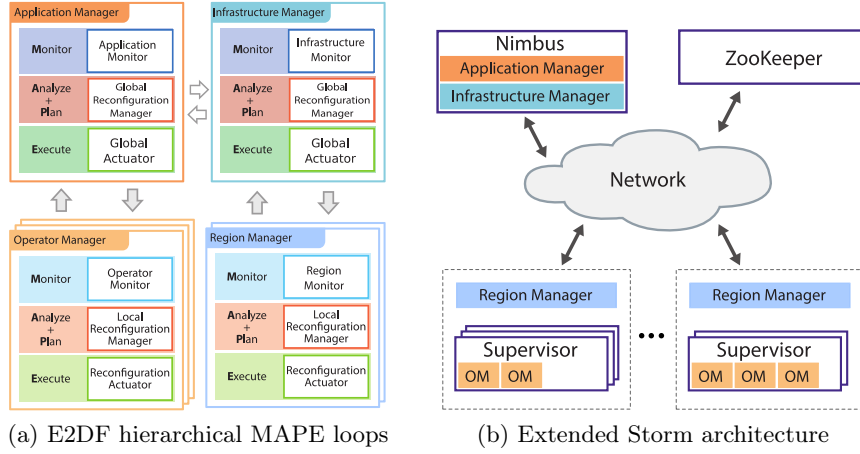 Application Manager
Monitor
Application
Monitor
Analyze
+
Plan
Global
Reconfiguration
Manager
Execute
Global
Actuator
Infrastructure Manager
Monitor
Infrastructure
Monitor
Analyze
+
Plan
Global
Reconfiguration
Manager
Execute
Global
Actuator
Operator Manager
Monitor
Operator
Monitor
Analyze
+
Plan
Local
Reconfiguration
Manager
Execute
Reconfiguration
Actuator
Region Manager
Monitor
Region
Monitor
Analyze
+
Plan
Local
Reconfiguration
Manager
Execute
Reconfiguration
Actuator
(a) E2DF hierarchical MAPE loops
Nimbus
Application Manager
Infrastructure Manager
ZooKeeper
Network
Region Manager
Supervisor
OM OM
...
Region Manager
Supervisor
OM OM OM
(b) Extended Storm architecture